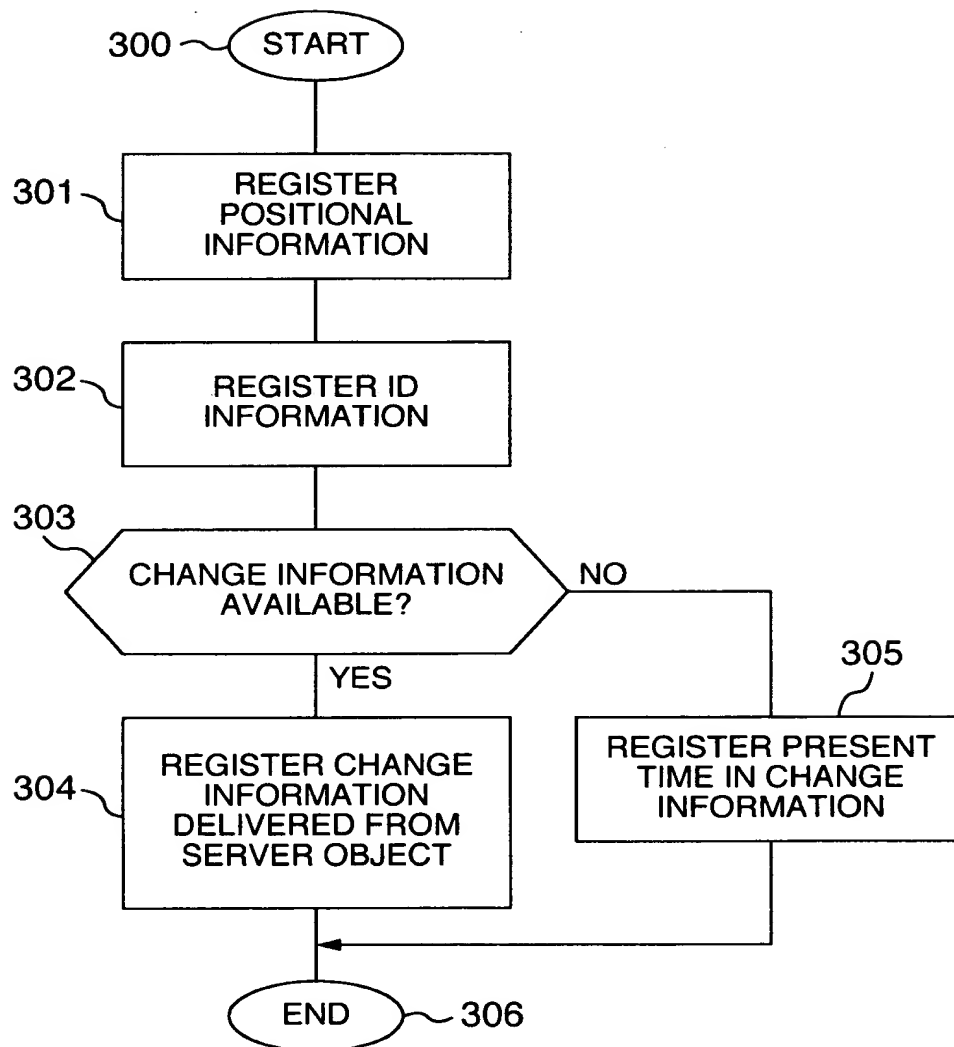 300
START
301
REGISTER
POSITIONAL
INFORMATION
302
REGISTER ID
INFORMATION
303
CHANGE INFORMATION
AVAILABLE?
NO
YES
305
REGISTER PRESENT
TIME IN CHANGE
INFORMATION
304
REGISTER CHANGE
INFORMATION
DELIVERED FROM
SERVER OBJECT
END
306